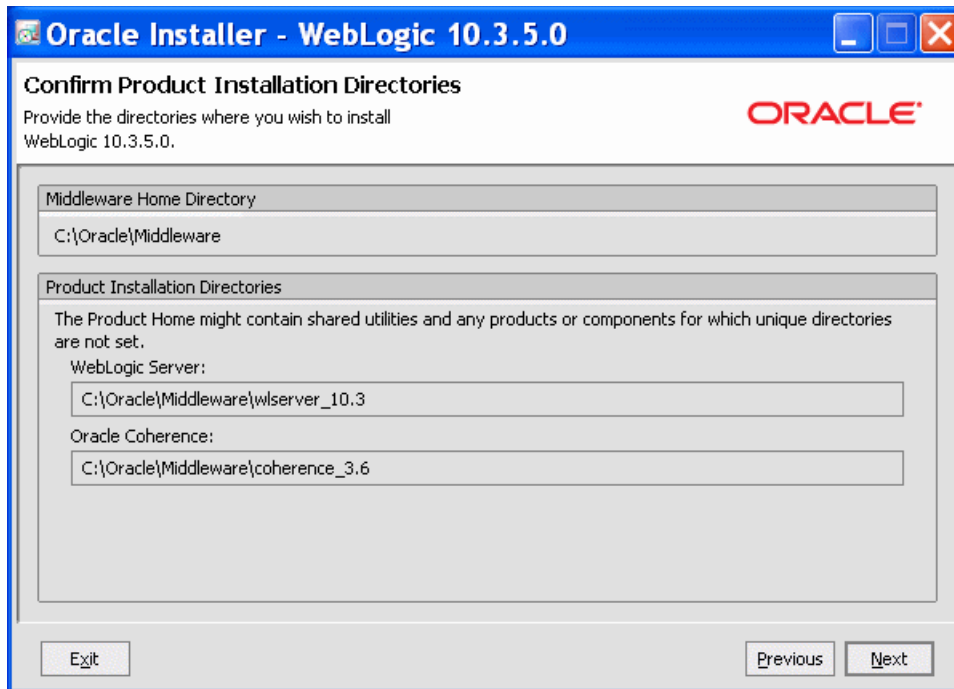 Oracle Installer - WebLogic 10.3.5.0
Confirm Product Installation Directories
Provide the directories where you wish to install
WebLogic 10.3.5.0.
ORACLE
Middleware Home Directory
C:\Oracle\Middleware
Product Installation Directories
The Product Home might contain shared utilities and any products or components for which unique directories
are not set.
WebLogic Server:
C:\Oracle\Middleware\wlserver_10.3
Oracle Coherence:
C:\Oracle\Middleware\coherence_3.6
Exit
Previous
Next